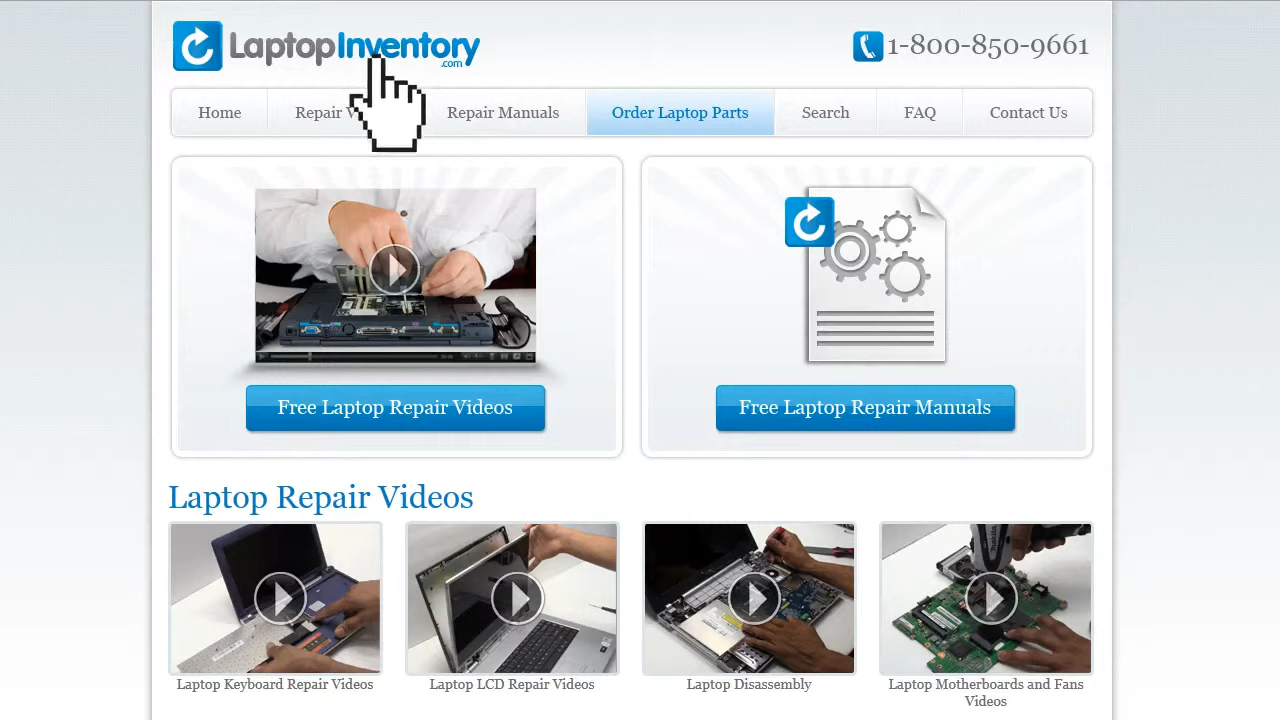 LaptopInventory
.com
1-800-850-9661
Home
Repair V
Repair Manuals
Order Laptop Parts
Search
FAQ
Contact Us
Free Laptop Repair Videos
Free Laptop Repair Manuals
Laptop Repair Videos
Laptop Keyboard Repair Videos
Laptop LCD Repair Videos
Laptop Disassembly
Laptop Motherboards and Fans
Videos